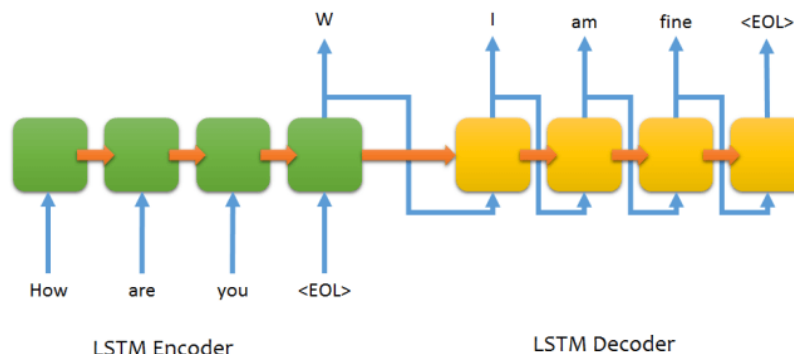 W I am fine <EOL>
How are you <EOL>
LSTM Encoder LSTM Decoder